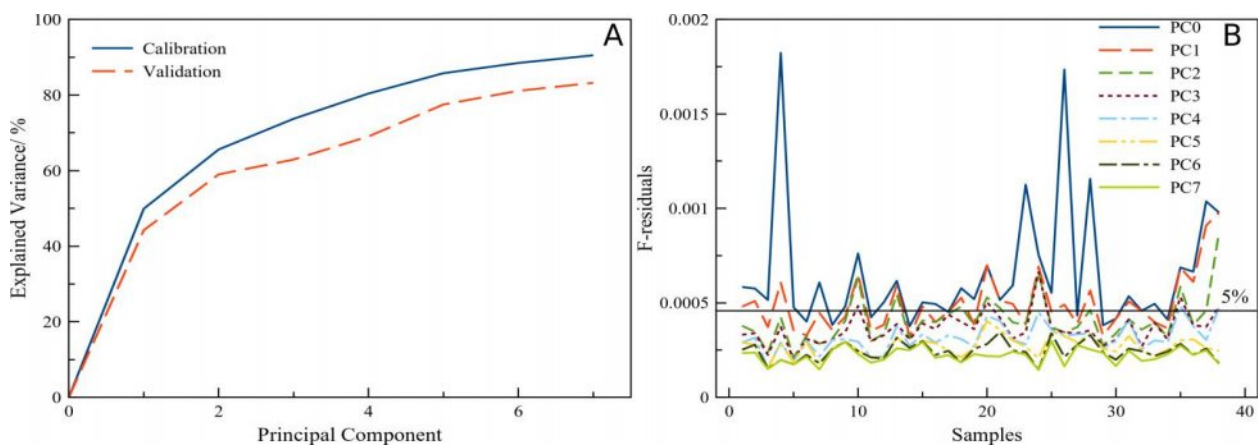 A
Calibration
Validation
Explained Variance/ %
100
80
60
40
20
0
0 2 4 6
Principal Component
B
PC0
PC1
PC2
PC3
PC4
PC5
PC6
PC7
5%
F-residuals
0.002
0.0015
0.001
0.0005
0
0 10 20 30 40
Samples